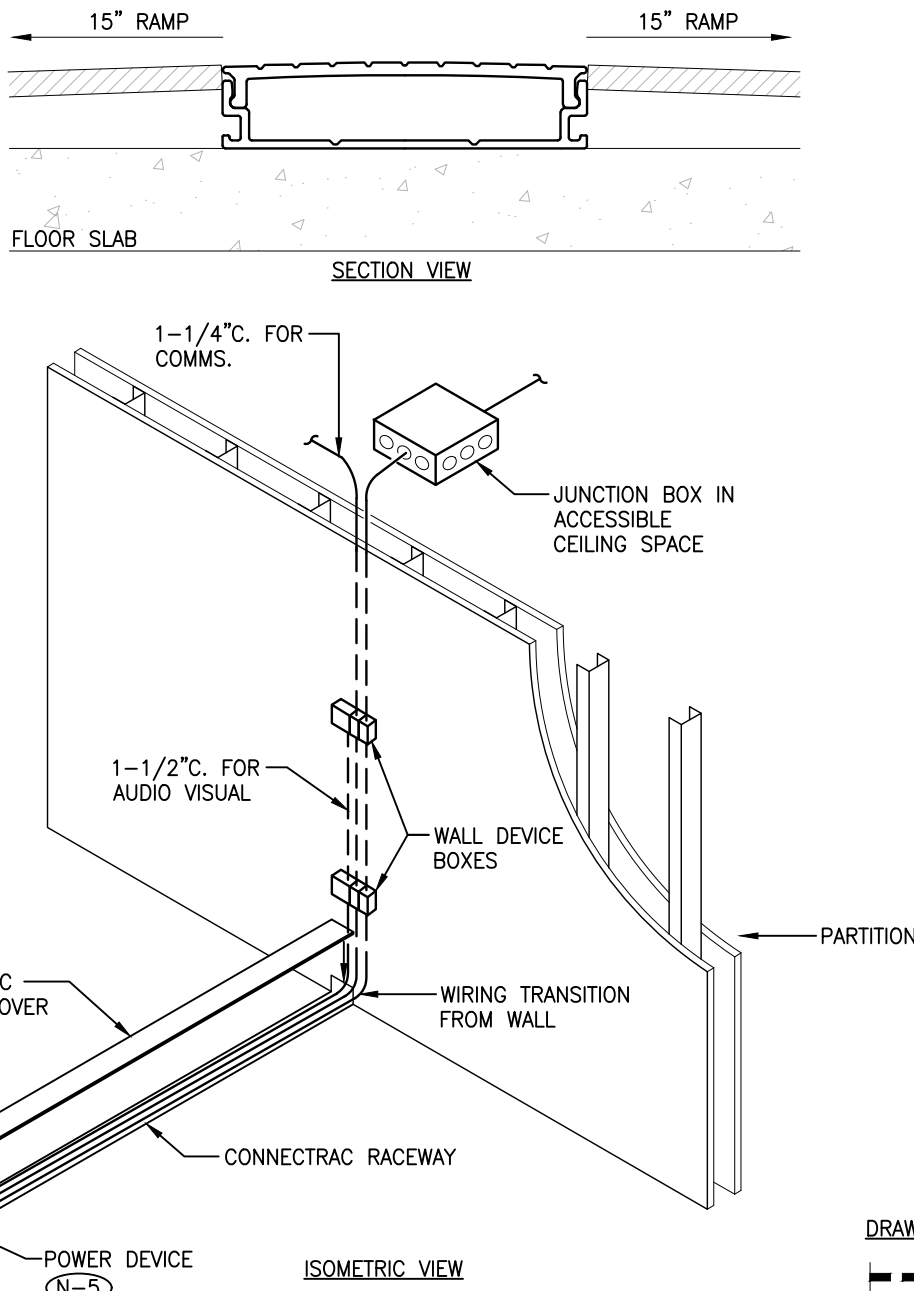 15” RAMP
15” RAMP
FLOOR SLAB
SECTION VIEW
1-1/4”C. FOR
COMMS.
JUNCTION BOX IN
ACCESSIBLE
CEILING SPACE
1-1/2”C. FOR
AUDIO VISUAL
WALL DEVICE
BOXES
PARTITION
C
OVER
WIRING TRANSITION
FROM WALL
CONNECTRAC RACEWAY
POWER DEVICE
N-5
ISOMETRIC VIEW
DRAW